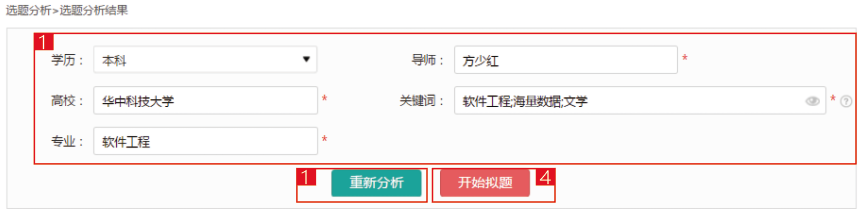 选题分析>选题分析结果
1
学历： 本科 导师： 方少红 *
高校： 华中科技大学 * 关键词： 软件工程;海量数据;文学 * ?
专业： 软件工程 *
1 重新分析 开始拟题 4